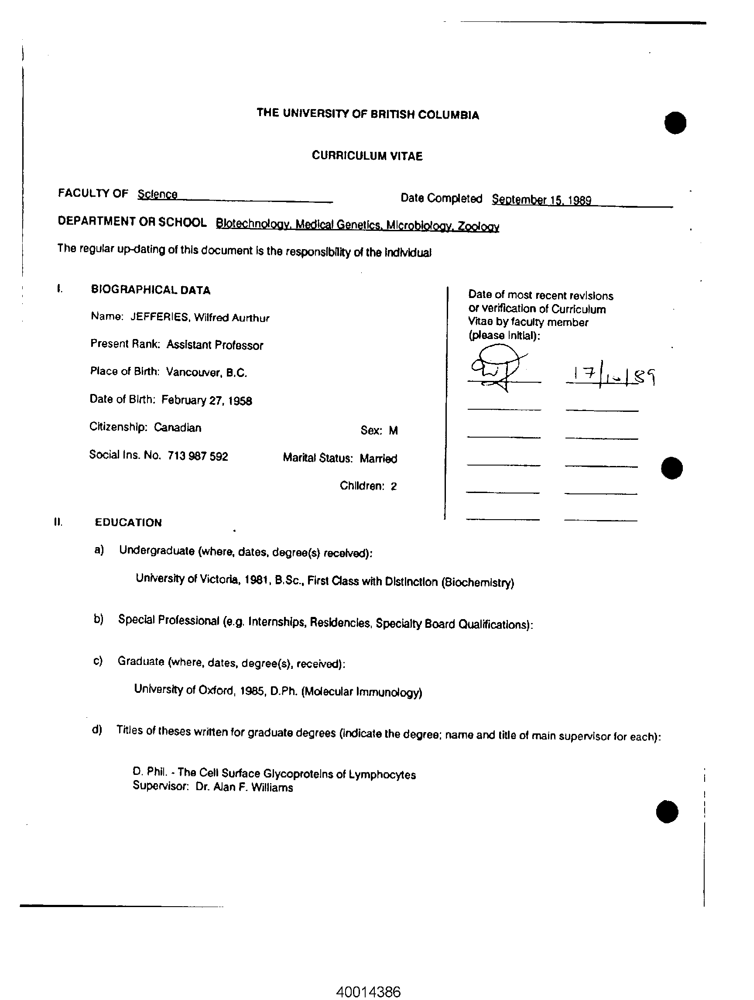 THE UNIVERSITY OF BRITISH COLUMBIA
CURRICULUM VITAE
FACULTY OF Science
Date Completed September 15, 1989
DEPARTMENT OR SCHOOL Biotechnology, Medical Genetics, Microbiology, Zoology
The regular up-dating of this document is the responsibility of the individual
I. BIOGRAPHICAL DATA
Name: JEFFERIES, Wilfred Aurthur
Present Rank: Assistant Professor
Place of Birth: Vancouver, B.C.
Date of Birth: February 27, 1958
Citizenship: Canadian Sex: M
Social Ins. No. 713 987 592 Marital Status: Married
Children: 2
Date of most recent revisions
or verification of Curriculum
Vitae by faculty member
(please initial):
17/10/89
II. EDUCATION
a) Undergraduate (where, dates, degree(s) received):
University of Victoria, 1981, B.Sc., First Class with Distinction (Biochemistry)
b) Special Professional (e.g. Internships, Residencies, Specialty Board Qualifications):
c) Graduate (where, dates, degree(s), received):
University of Oxford, 1985, D.Ph. (Molecular Immunology)
d) Titles of theses written for graduate degrees (indicate the degree; name and title of main supervisor for each):
D. Phil. - The Cell Surface Glycoproteins of Lymphocytes
Supervisor: Dr. Alan F. Williams
40014386